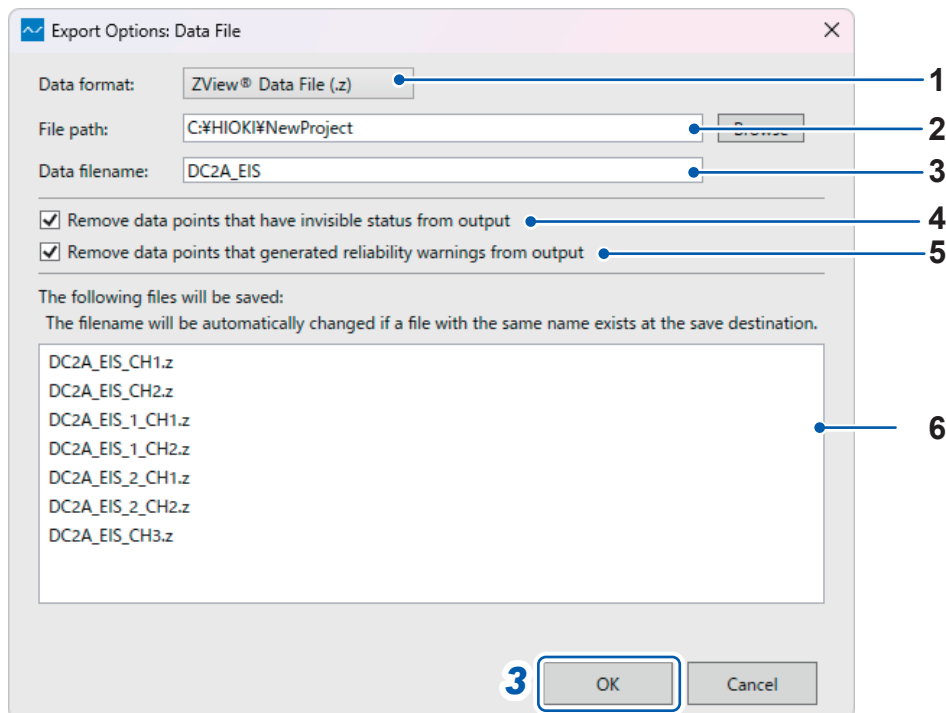 Export Options: Data File
Data format: ZView® Data File (.z) 1
File path: C:¥HIOKI¥NewProject Browse 2
Data filename: DC2A_EIS 3
Remove data points that have invisible status from output 4
Remove data points that generated reliability warnings from output 5
The following files will be saved:
The filename will be automatically changed if a file with the same name exists at the save destination.
DC2A_EIS_CH1.z
DC2A_EIS_CH2.z
DC2A_EIS_1_CH1.z
DC2A_EIS_1_CH2.z
DC2A_EIS_2_CH1.z
DC2A_EIS_2_CH2.z
DC2A_EIS_CH3.z
6
3 OK Cancel